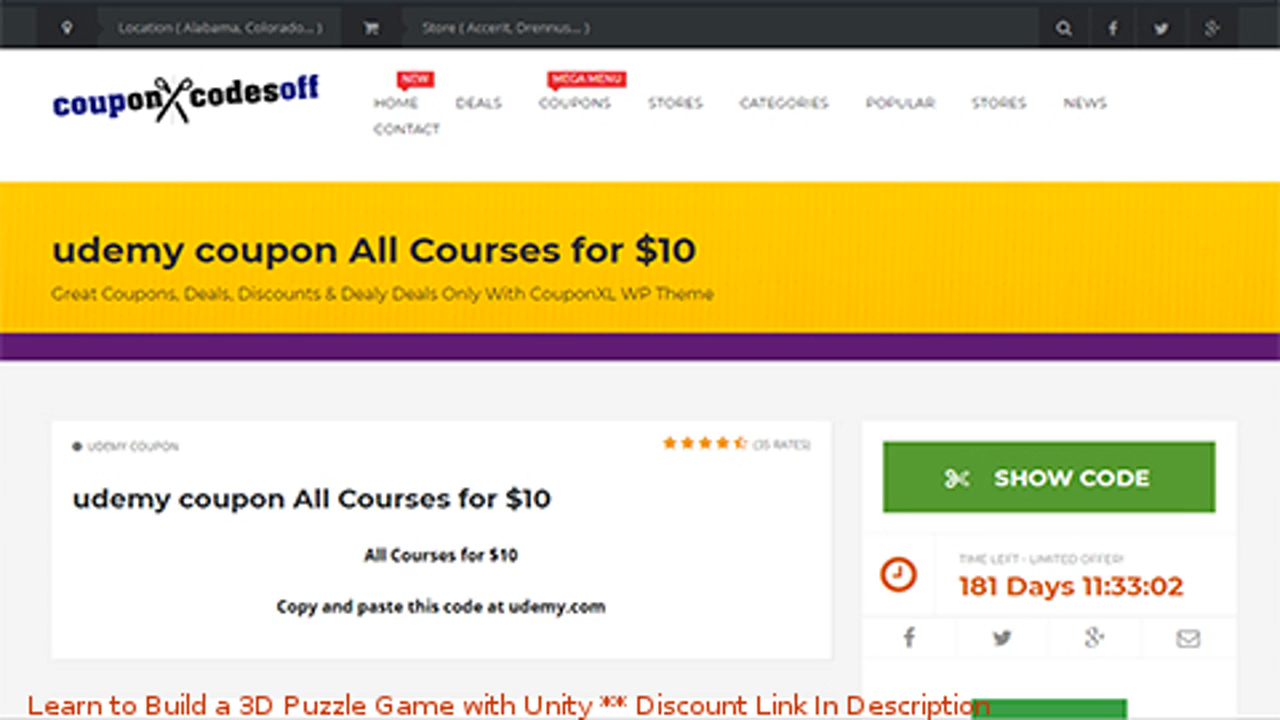 Location ( Alabama, Colorado... )
Store ( Accent, Drennus... )
couponcodesoff
NEW
MEGA MENU
HOME DEALS COUPONS STORES CATEGORIES POPULAR STORES NEWS
CONTACT
udemy coupon All Courses for $10
Great Coupons, Deals, Discounts & Dealy Deals Only With CouponXL WP Theme
UDEMY COUPON
(35 RATES)
udemy coupon All Courses for $10
All Courses for $10
Copy and paste this code at udemy.com
SHOW CODE
TIME LEFT - LIMITED OFFER!
181 Days 11:33:02
Learn to Build a 3D Puzzle Game with Unity ** Discount Link In Description